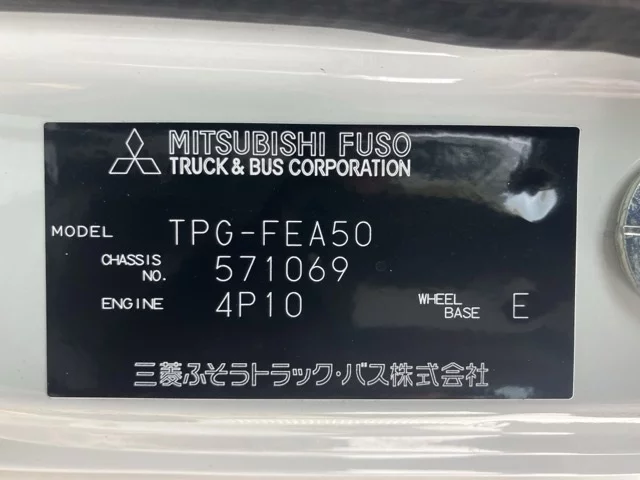 MITSUBISHI FUSO
TRUCK & BUS CORPORATION
MODEL TPG-FEA50
CHASSIS NO. 571069
ENGINE 4P10 WHEEL BASE E
三菱ふそうトラック・バス株式会社